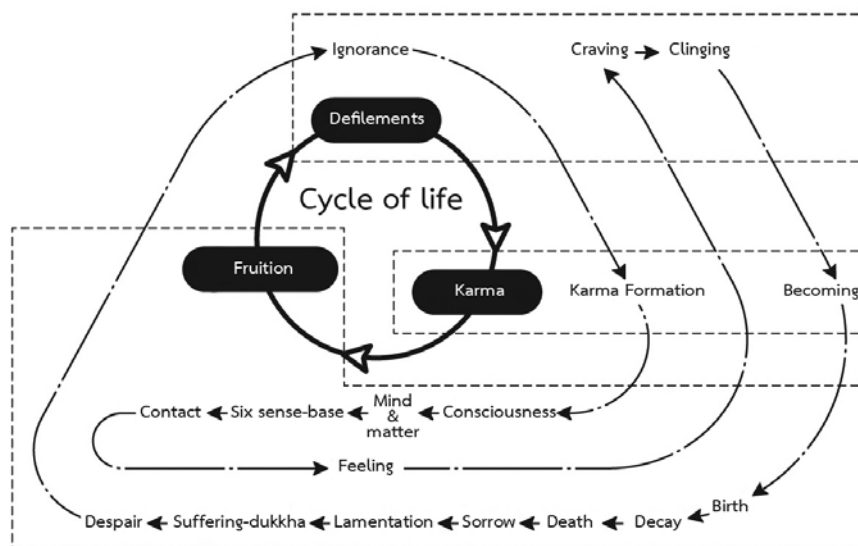 Ignorance
Craving
Clinging
Defilements
Cycle of life
Fruition
Karma
Karma Formation
Becoming
Contact
Six sense-base
Mind
&
matter
Consciousness
Feeling
Birth
Despair
Suffering-dukkha
Lamentation
Sorrow
Death
Decay